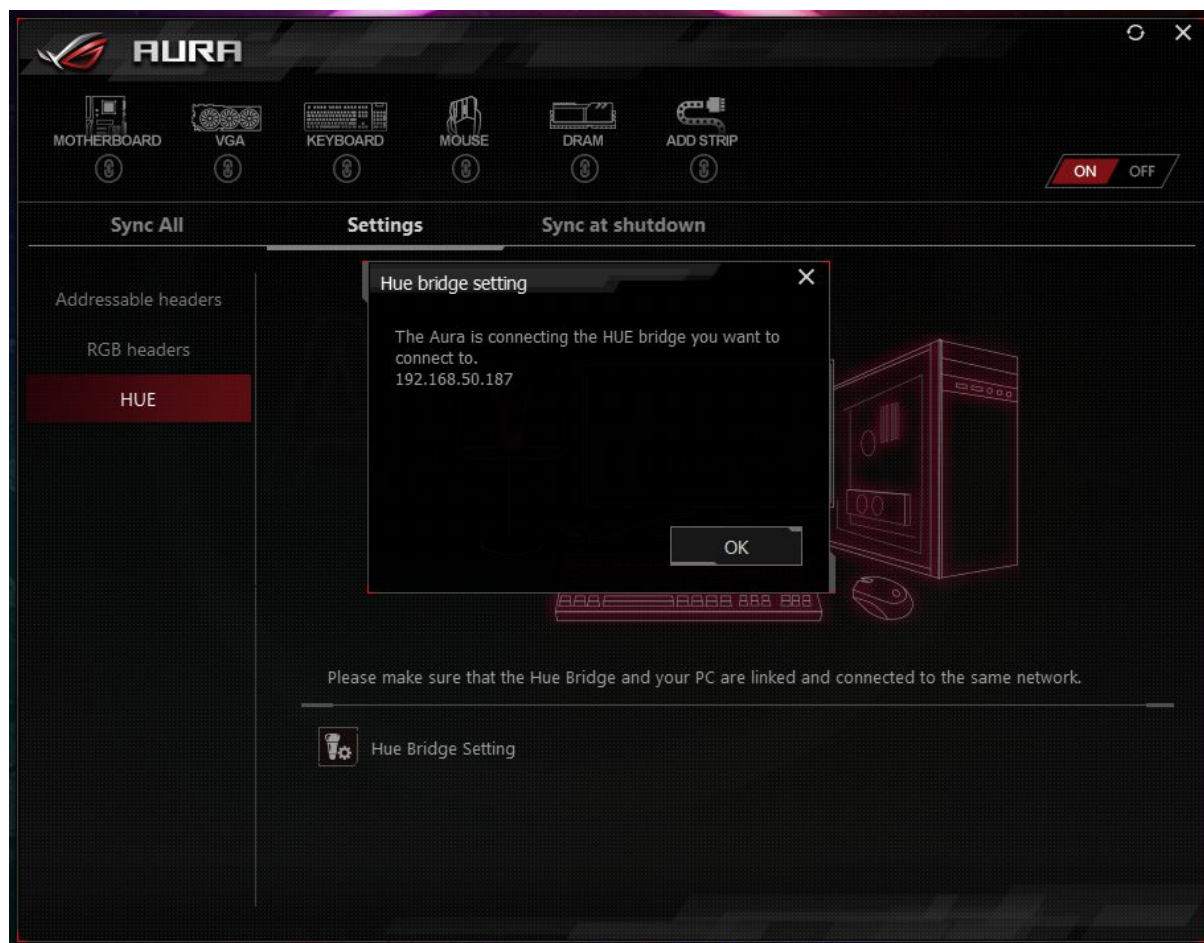 AURA
MOTHERBOARD VGA KEYBOARD MOUSE DRAM ADD STRIP
ON OFF
Sync All Settings Sync at shutdown
Addressable headers
RGB headers
HUE
Hue bridge setting
The Aura is connecting the HUE bridge you want to
connect to.
192.168.50.187
OK
Please make sure that the Hue Bridge and your PC are linked and connected to the same network.
Hue Bridge Setting